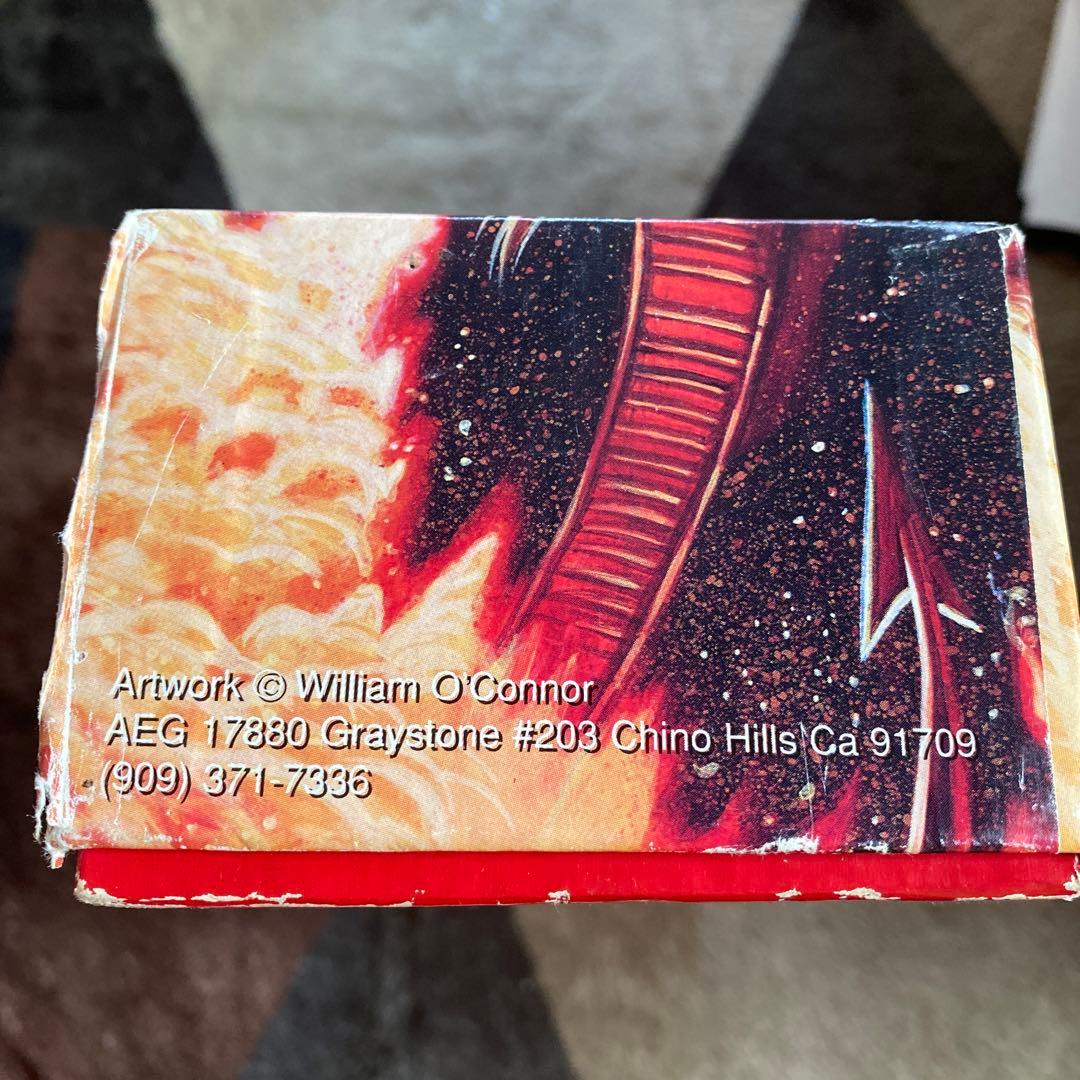 Artwork © William O'Connor
AEG 17880 Graystone #203 Chino Hills Ca 91709
(909) 371-7336